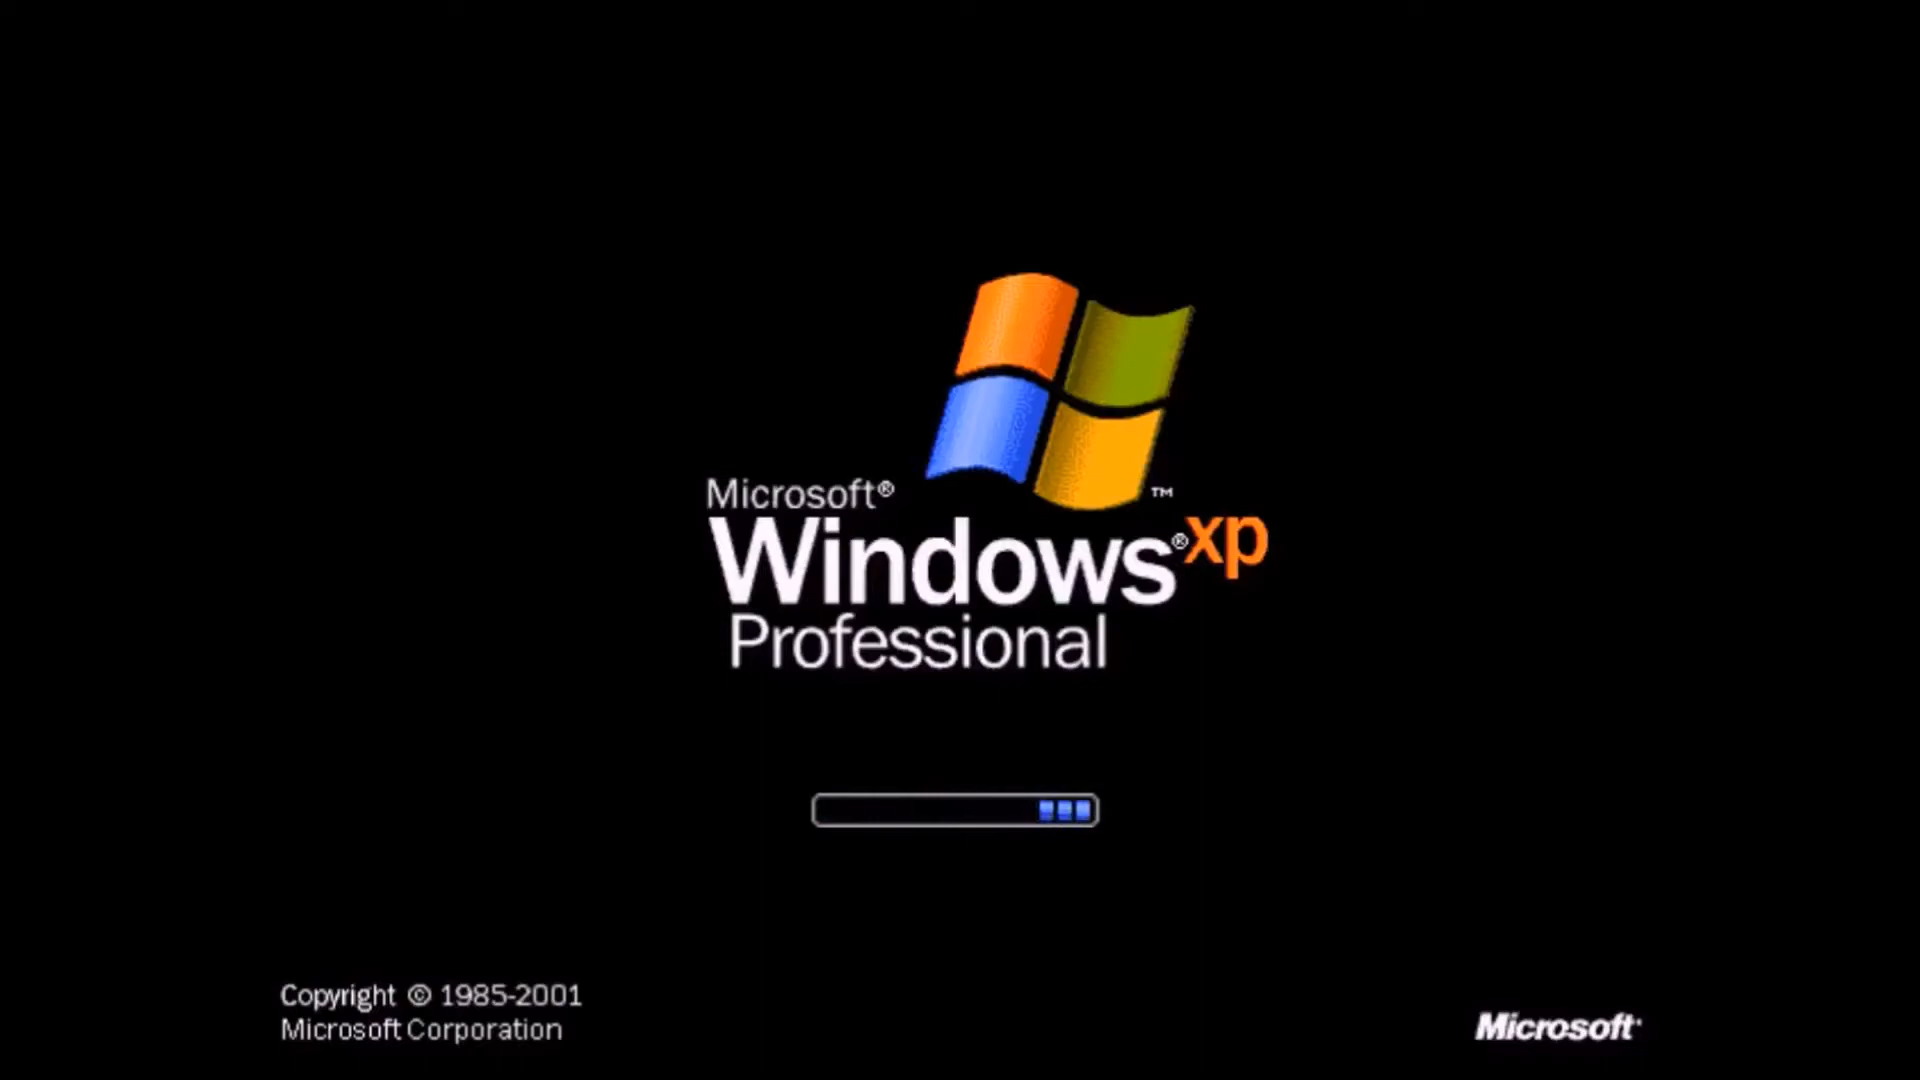 Microsoft®
™
Windows® xp
Professional
Copyright © 1985-2001
Microsoft Corporation
Microsoft®